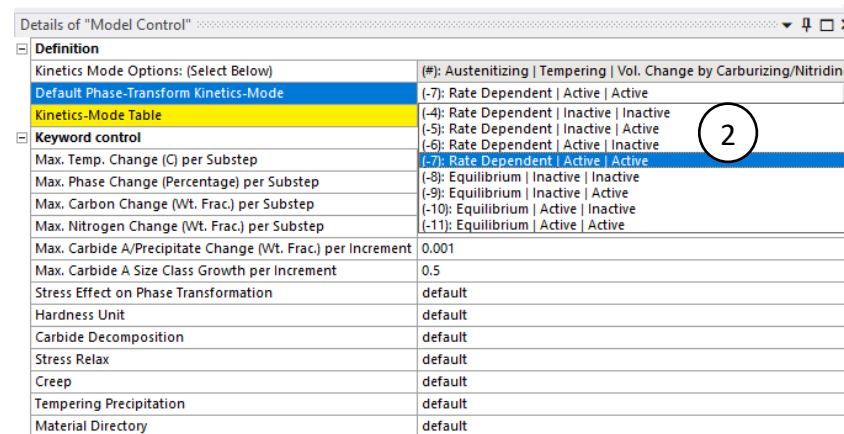 Details of "Model Control"
Definition
Kinetics Mode Options: (Select Below) (#): Austenitizing | Tempering | Vol. Change by Carburizing/Nitridin
Default Phase-Transform Kinetics-Mode (-7): Rate Dependent | Active | Active
Kinetics-Mode Table (-4): Rate Dependent | Inactive | Inactive
(-5): Rate Dependent | Inactive | Active
Keyword control (-6): Rate Dependent | Active | Inactive
2
Max. Temp. Change (C) per Substep (-7): Rate Dependent | Active | Active
Max. Phase Change (Percentage) per Substep (-8): Equilibrium | Inactive | Inactive
(-9): Equilibrium | Inactive | Active
Max. Carbon Change (Wt. Frac.) per Substep (-10): Equilibrium | Active | Inactive
Max. Nitrogen Change (Wt. Frac.) per Substep (-11): Equilibrium | Active | Active
Max. Carbide A/Precipitate Change (Wt. Frac.) per Increment 0.001
Max. Carbide A Size Class Growth per Increment 0.5
Stress Effect on Phase Transformation default
Hardness Unit default
Carbide Decomposition default
Stress Relax default
Creep default
Tempering Precipitation default
Material Directory default